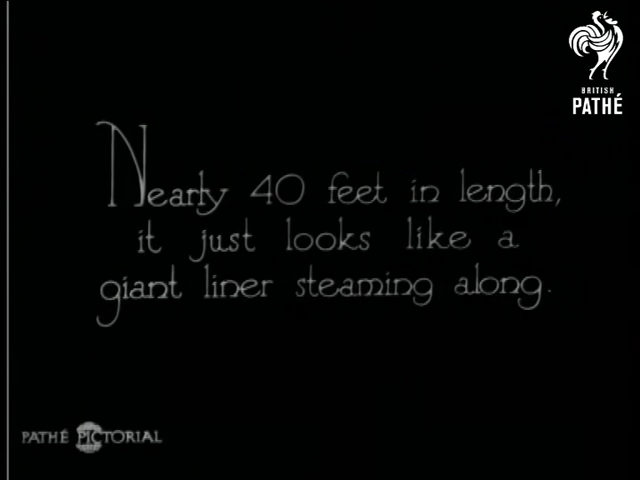 BRITISH
PATHÉ
Nearly 40 feet in length,
it just looks like a
giant liner steaming along.
PATHÉ PICTORIAL